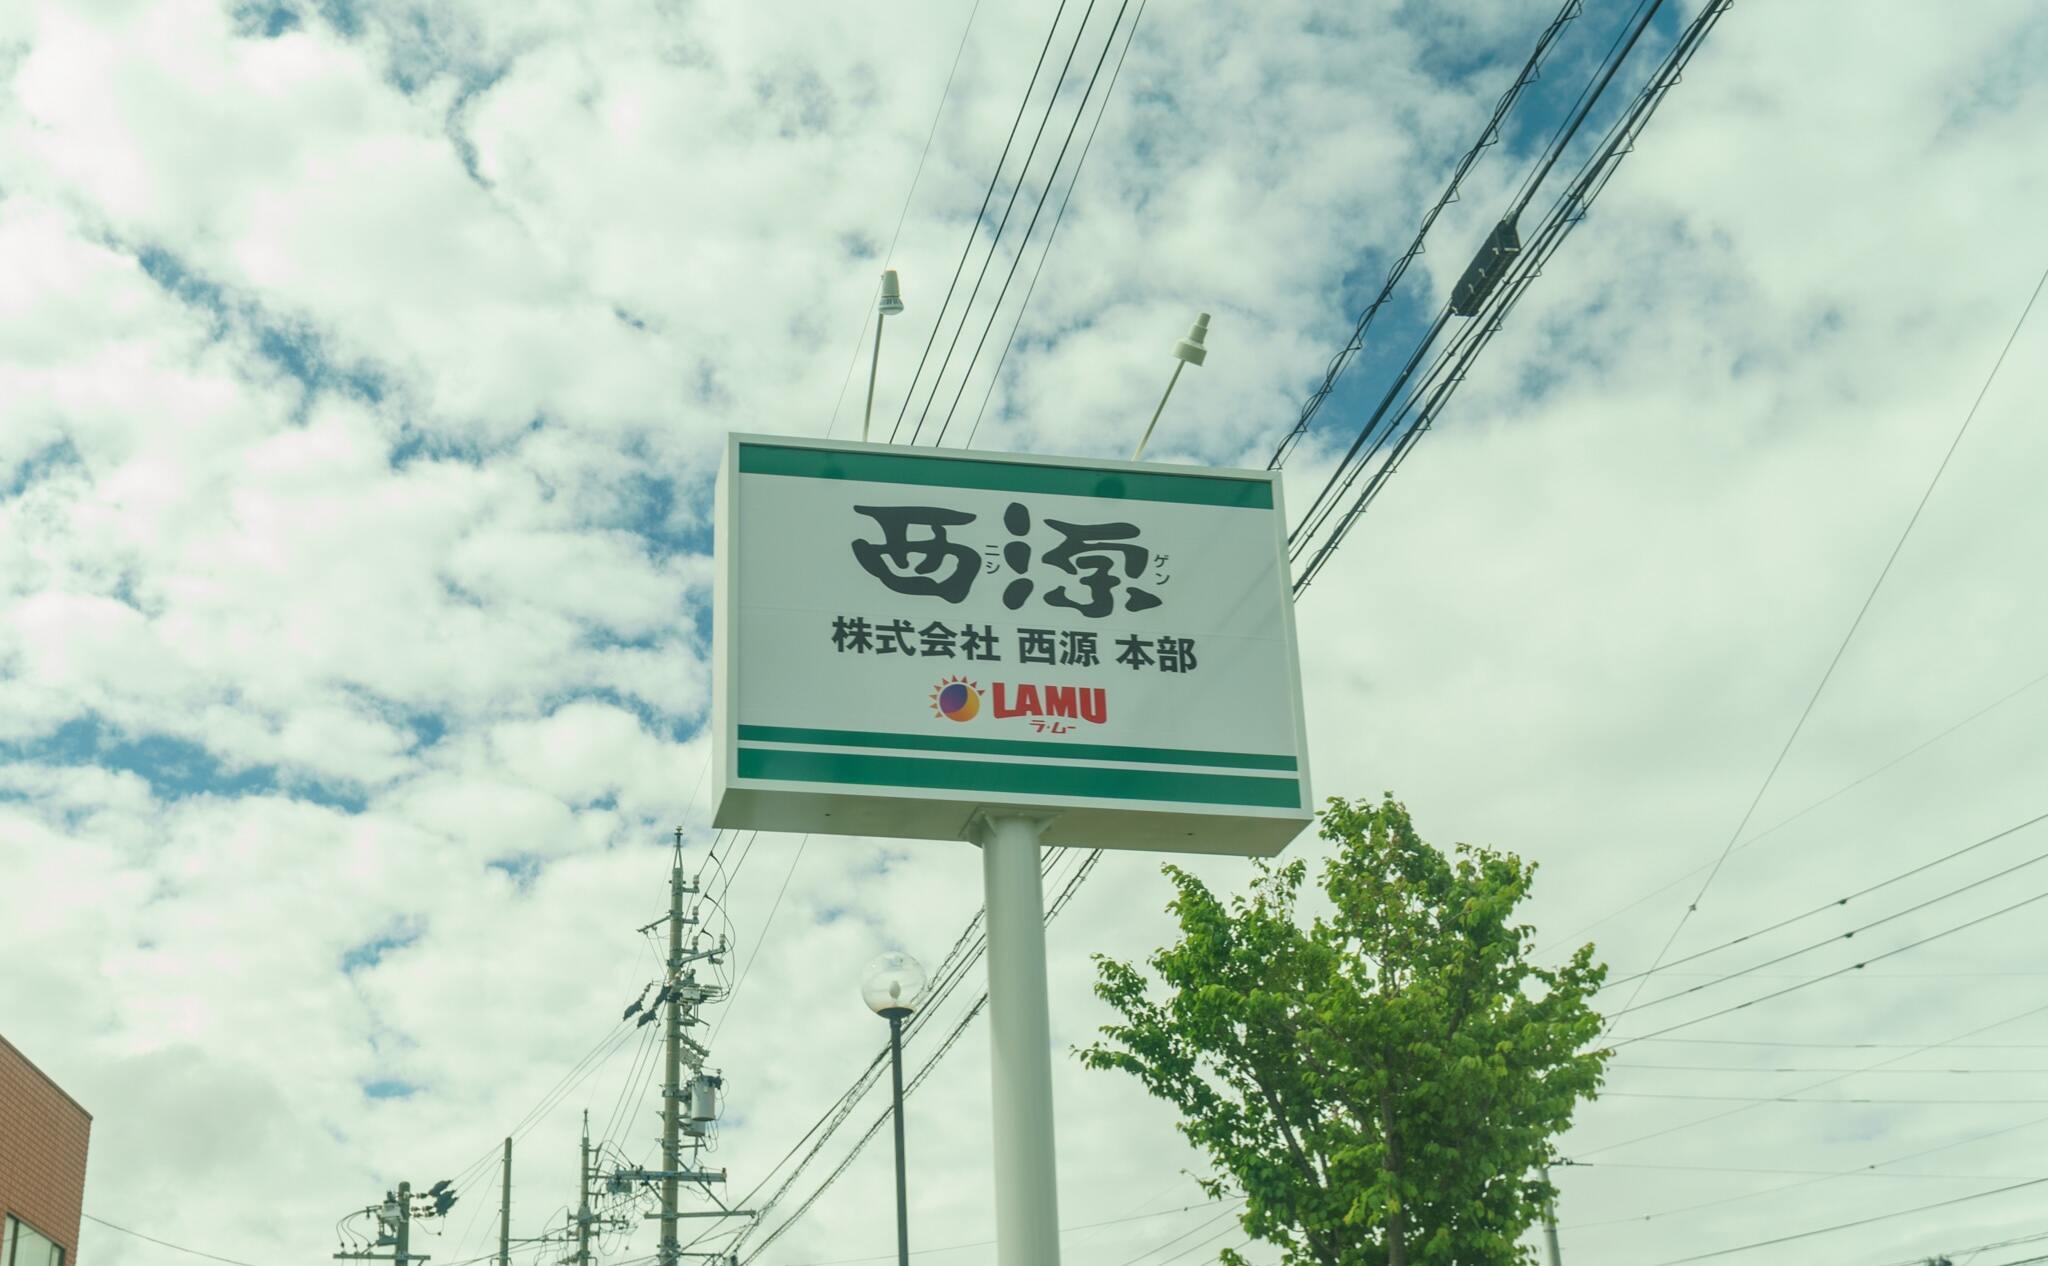 西源
ニシ ゲン
株式会社 西源 本部
LAMU
ラ・ムー